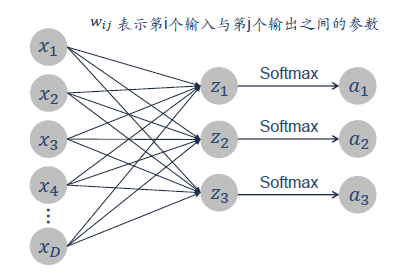 w_{ij} 表示第i个输入与第j个输出之间的参数
x_1
x_2
x_3
x_4
⋮
x_D
z_1
z_2
z_3
Softmax
Softmax
Softmax
a_1
a_2
a_3